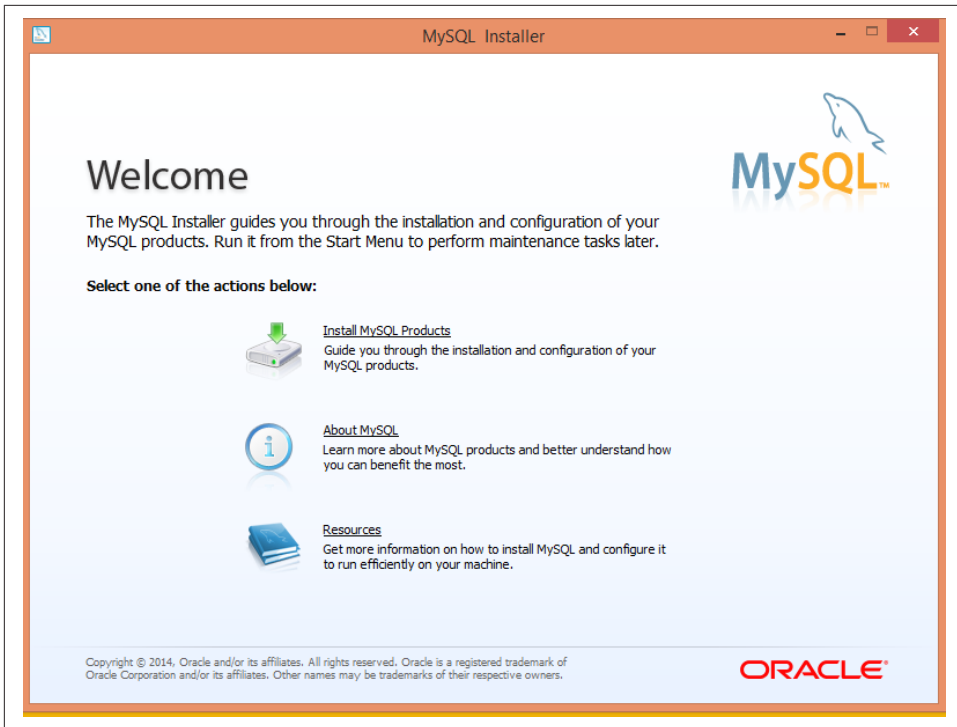 MySQL Installer
MySQL™
Welcome
The MySQL Installer guides you through the installation and configuration of your
MySQL products. Run it from the Start Menu to perform maintenance tasks later.
Select one of the actions below:
Install MySQL Products
Guide you through the installation and configuration of your
MySQL products.
About MySQL
Learn more about MySQL products and better understand how
you can benefit the most.
Resources
Get more information on how to install MySQL and configure it
to run efficiently on your machine.
Copyright © 2014, Oracle and/or its affiliates. All rights reserved. Oracle is a registered trademark of
Oracle Corporation and/or its affiliates. Other names may be trademarks of their respective owners.
ORACLE®